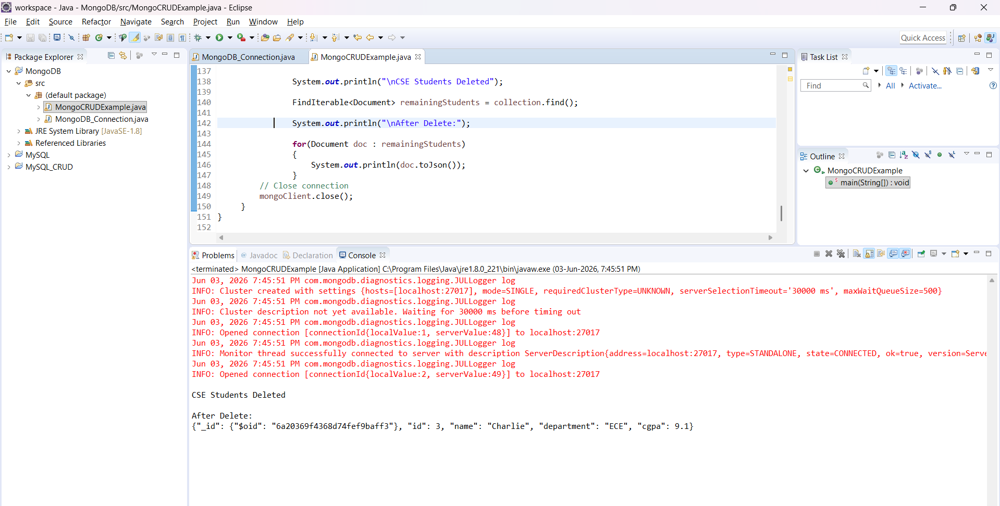 workspace - Java - MongoDB/src/MongoCRUDExample.java - Eclipse
File Edit Source Refactor Navigate Search Project Run Window Help
Quick Access
Package Explorer
MongoDB
src
(default package)
MongoCRUDExample.java
MongoDB_Connection.java
JRE System Library [JavaSE-1.8]
Referenced Libraries
MySQL
MySQL_CRUD
MongoDB_Connection.java MongoCRUDExample.java
137
138 System.out.println("\nCSE Students Deleted");
139
140 FindIterable<Document> remainingStudents = collection.find();
141
142 System.out.println("\nAfter Delete:");
143
144 for(Document doc : remainingStudents)
145 {
146 System.out.println(doc.toJson());
147 }
148 // Close connection
149 mongoClient.close();
150 }
151 }
152
Task List
Find All Activate...
Outline
MongoCRUDExample
main(String[]) : void
Problems @ Javadoc Declaration Console
<terminated> MongoCRUDExample [Java Application] C:\Program Files\Java\jre1.8.0_221\bin\javaw.exe (03-Jun-2026, 7:45:51 PM)
Jun 03, 2026 7:45:51 PM com.mongodb.diagnostics.logging.JULLogger log
INFO: Cluster created with settings {hosts=[localhost:27017], mode=SINGLE, requiredClusterType=UNKNOWN, serverSelectionTimeout='30000 ms', maxWaitQueueSize=500}
Jun 03, 2026 7:45:51 PM com.mongodb.diagnostics.logging.JULLogger log
INFO: Cluster description not yet available. Waiting for 30000 ms before timing out
Jun 03, 2026 7:45:51 PM com.mongodb.diagnostics.logging.JULLogger log
INFO: Opened connection [connectionId{localValue:1, serverValue:48}] to localhost:27017
Jun 03, 2026 7:45:51 PM com.mongodb.diagnostics.logging.JULLogger log
INFO: Monitor thread successfully connected to server with description ServerDescription{address=localhost:27017, type=STANDALONE, state=CONNECTED, ok=true, version=Serve
Jun 03, 2026 7:45:51 PM com.mongodb.diagnostics.logging.JULLogger log
INFO: Opened connection [connectionId{localValue:2, serverValue:49}] to localhost:27017
CSE Students Deleted
After Delete:
{"_id": {"$oid": "6a20369f4368d74fef9baff3"}, "id": 3, "name": "Charlie", "department": "ECE", "cgpa": 9.1}